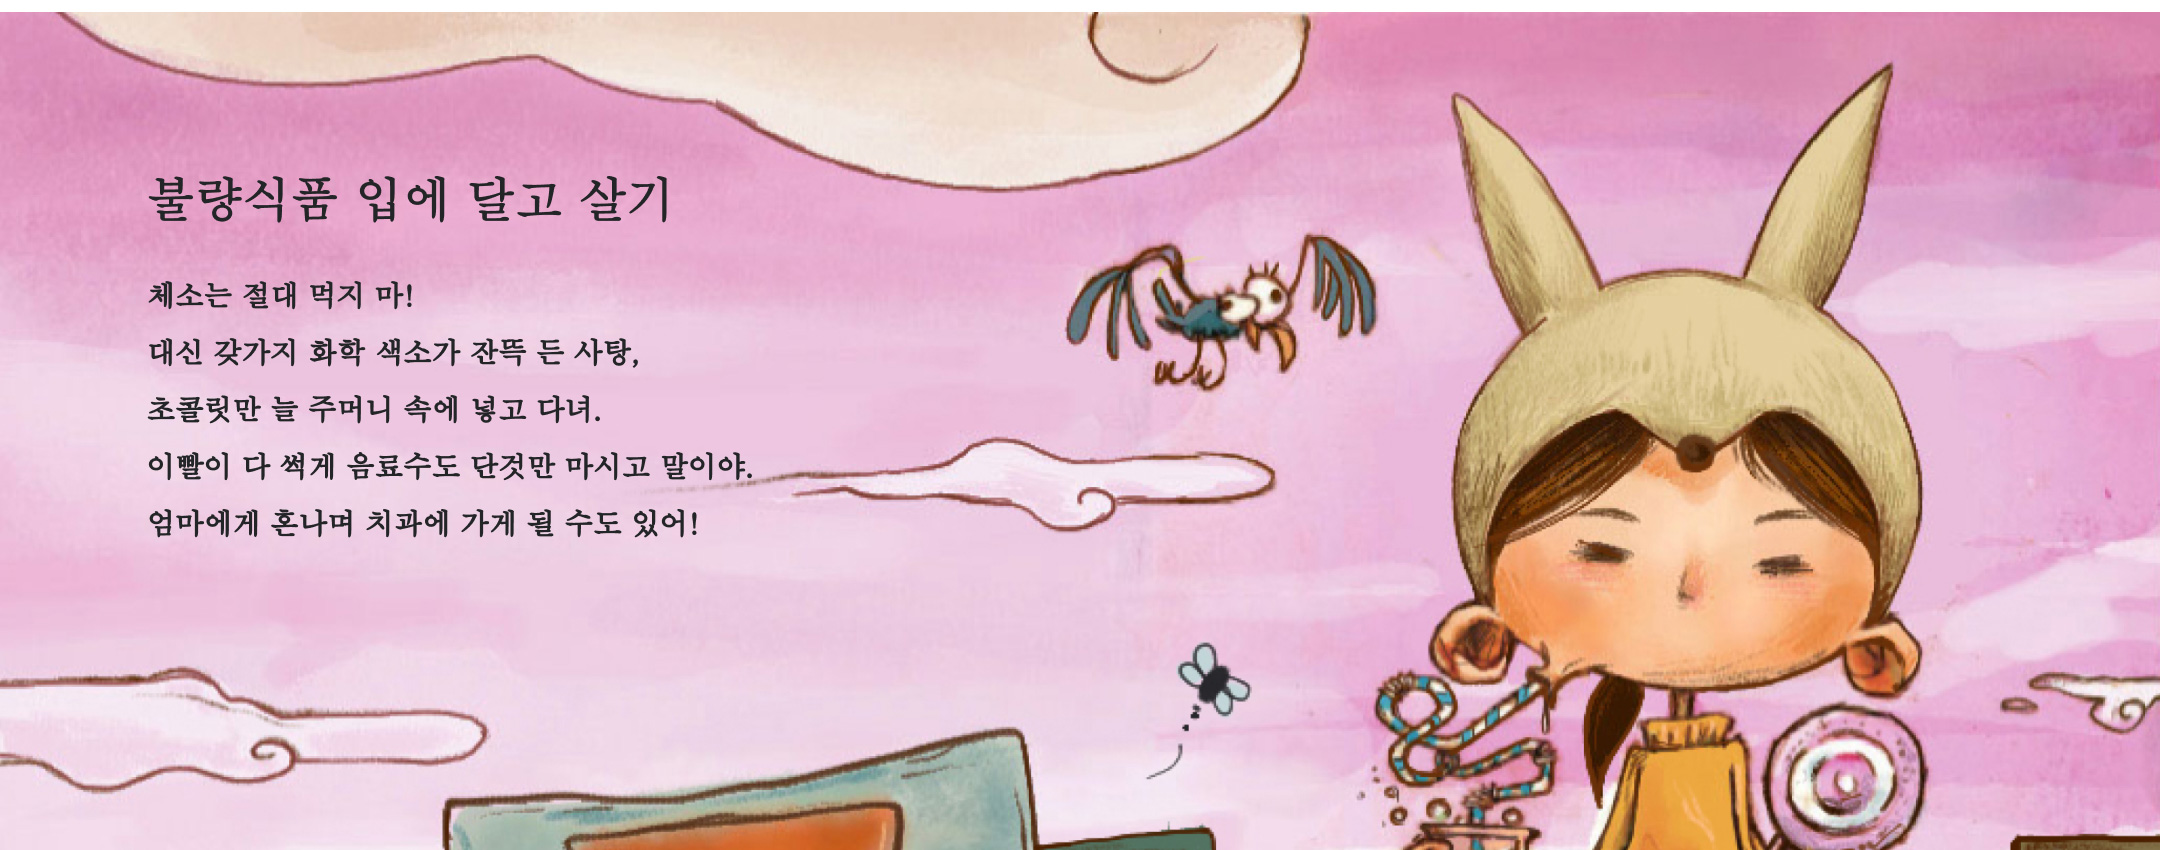 불량식품 입에 달고 살기
체소는 절대 먹지 마!
대신 갖가지 화학 색소가 잔뜩 든 사탕,
초콜릿만 늘 주머니 속에 넣고 다녀.
이빨이 다 썩게 음료수도 단것만 마시고 말이야.
엄마에게 혼나며 치과에 가게 될 수도 있어!